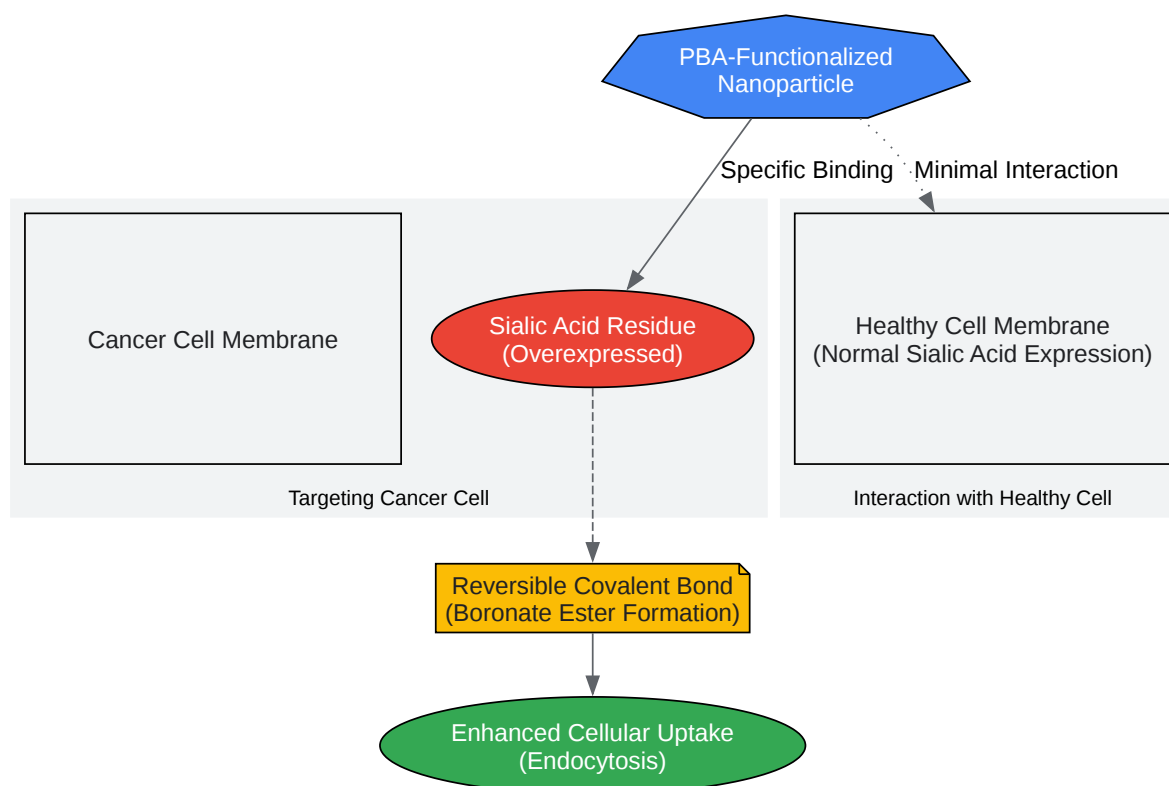 PBA-Functionalized
Nanoparticle
Specific Binding
Minimal Interaction
Cancer Cell Membrane
Sialic Acid Residue
(Overexpressed)
Healthy Cell Membrane
(Normal Sialic Acid Expression)
Targeting Cancer Cell
Interaction with Healthy Cell
Reversible Covalent Bond
(Boronate Ester Formation)
Enhanced Cellular Uptake
(Endocytosis)